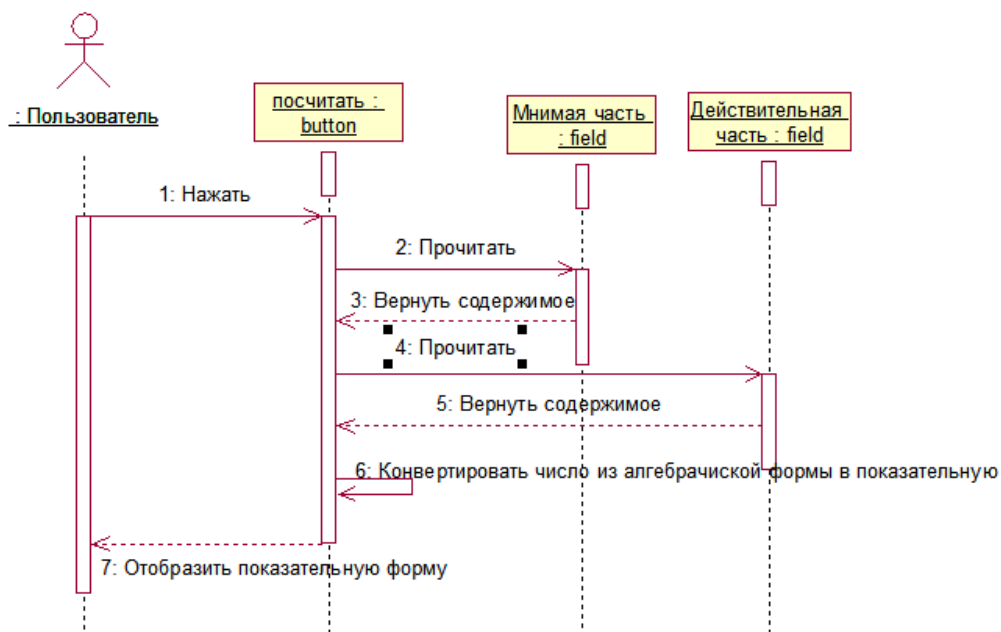 : Пользователь
посчитать :
button
Мнимая часть
: field
Действительная
часть : field
1: Нажать
2: Прочитать
3: Вернуть содержимое
4: Прочитать
5: Вернуть содержимое
6: Конвертировать число из алгебрачиской формы в показательную
7: Отобразить показательную форму